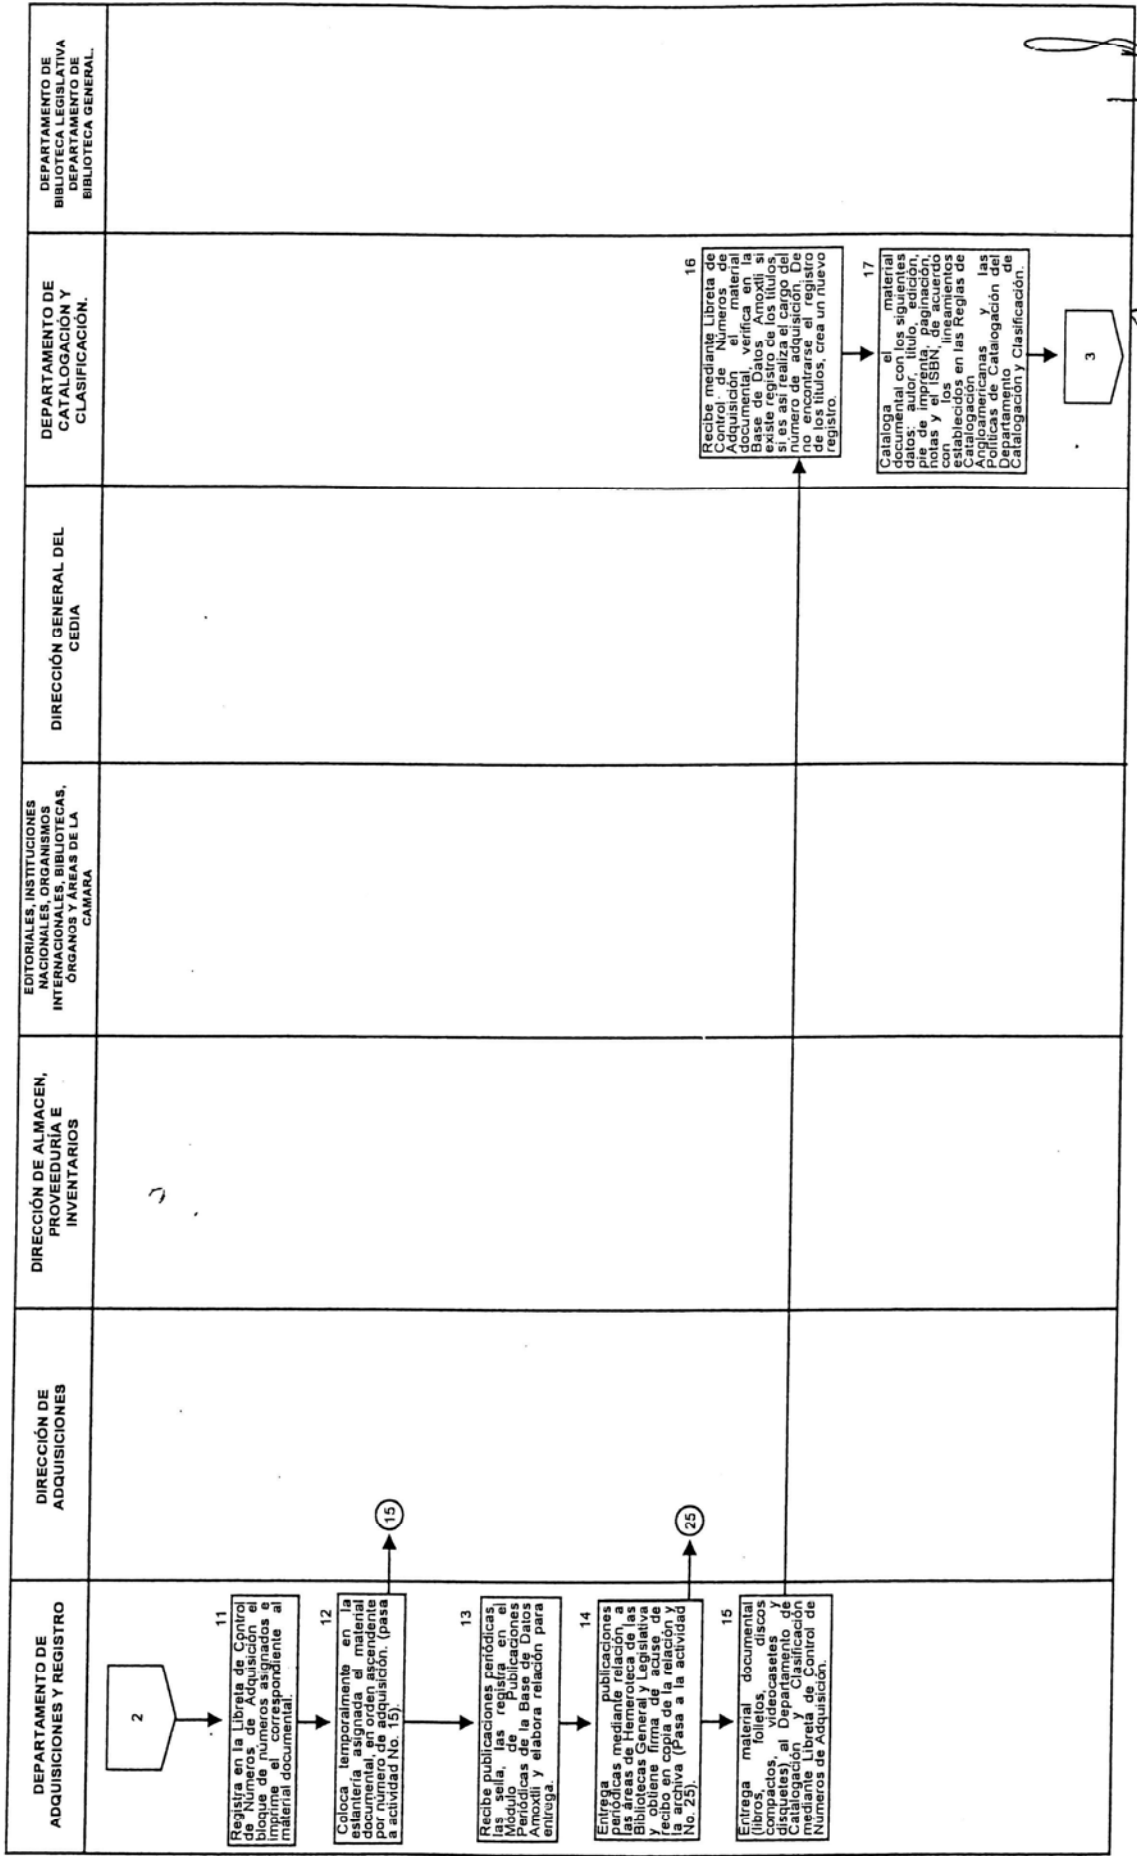 DEPARTAMENTO DE
ADQUISICIONES Y REGISTRO
DIRECCIÓN DE
ADQUISICIONES
DIRECCIÓN DE ALMACEN,
PROVEEDURÍA E
INVENTARIOS
EDITORIALES, INSTITUCIONES
NACIONALES, ORGANISMOS
INTERNACIONALES, BIBLIOTECAS,
ÓRGANOS Y ÁREAS DE LA
CAMARA
DIRECCIÓN GENERAL DEL
CEDIA
DEPARTAMENTO DE
CATALOGACIÓN Y
CLASIFICACIÓN.
DEPARTAMENTO DE
BIBLIOTECA LEGISLATIVA
DEPARTAMENTO DE
BIBLIOTECA GENERAL.
2
11
Registra en la Libreta de Control
de Números de Adquisición el
bloque de números asignados e
imprime el correspondiente al
material documental.
12
Coloca temporalmente en la
estantería asignada el material
documental, en orden ascendente
por número de adquisición. (pasa
a actividad No. 15).
15
13
Recibe publicaciones periódicas,
las sella, las registra en el
Módulo de Publicaciones
Periódicas de la Base de Datos
Amoxtli y elabora relación para
entrega.
14
Entrega publicaciones
periódicas mediante relación, a
las áreas de Hemeroteca de las
Bibliotecas General y Legislativa
y obtiene firma de acuse de
recibo en copia de la relación y
la archiva (Pasa a la actividad
No. 25).
25
15
Entrega material documental
(libros, folletos, discos
compactos, videocasetes y
disquetes) al Departamento de
Catalogación y Clasificación
mediante Libreta de Control de
Números de Adquisición.
16
Recibe mediante Libreta de
Control de Números de
Adquisición el material
documental, verifica en la
Base de Datos Amoxtli si
existe registro de los títulos,
si es así realiza el cargo del
número de adquisición. De
no encontrarse el registro
de los títulos, crea un nuevo
registro.
17
Cataloga el material
documental con los siguientes
datos: autor, título, edición,
pie de imprenta, paginación,
notas y el ISBN, de acuerdo
con los lineamientos
establecidos en las Reglas de
Catalogación
Angloamericanas y las
Políticas de Catalogación del
Departamento de
Catalogación y Clasificación.
3